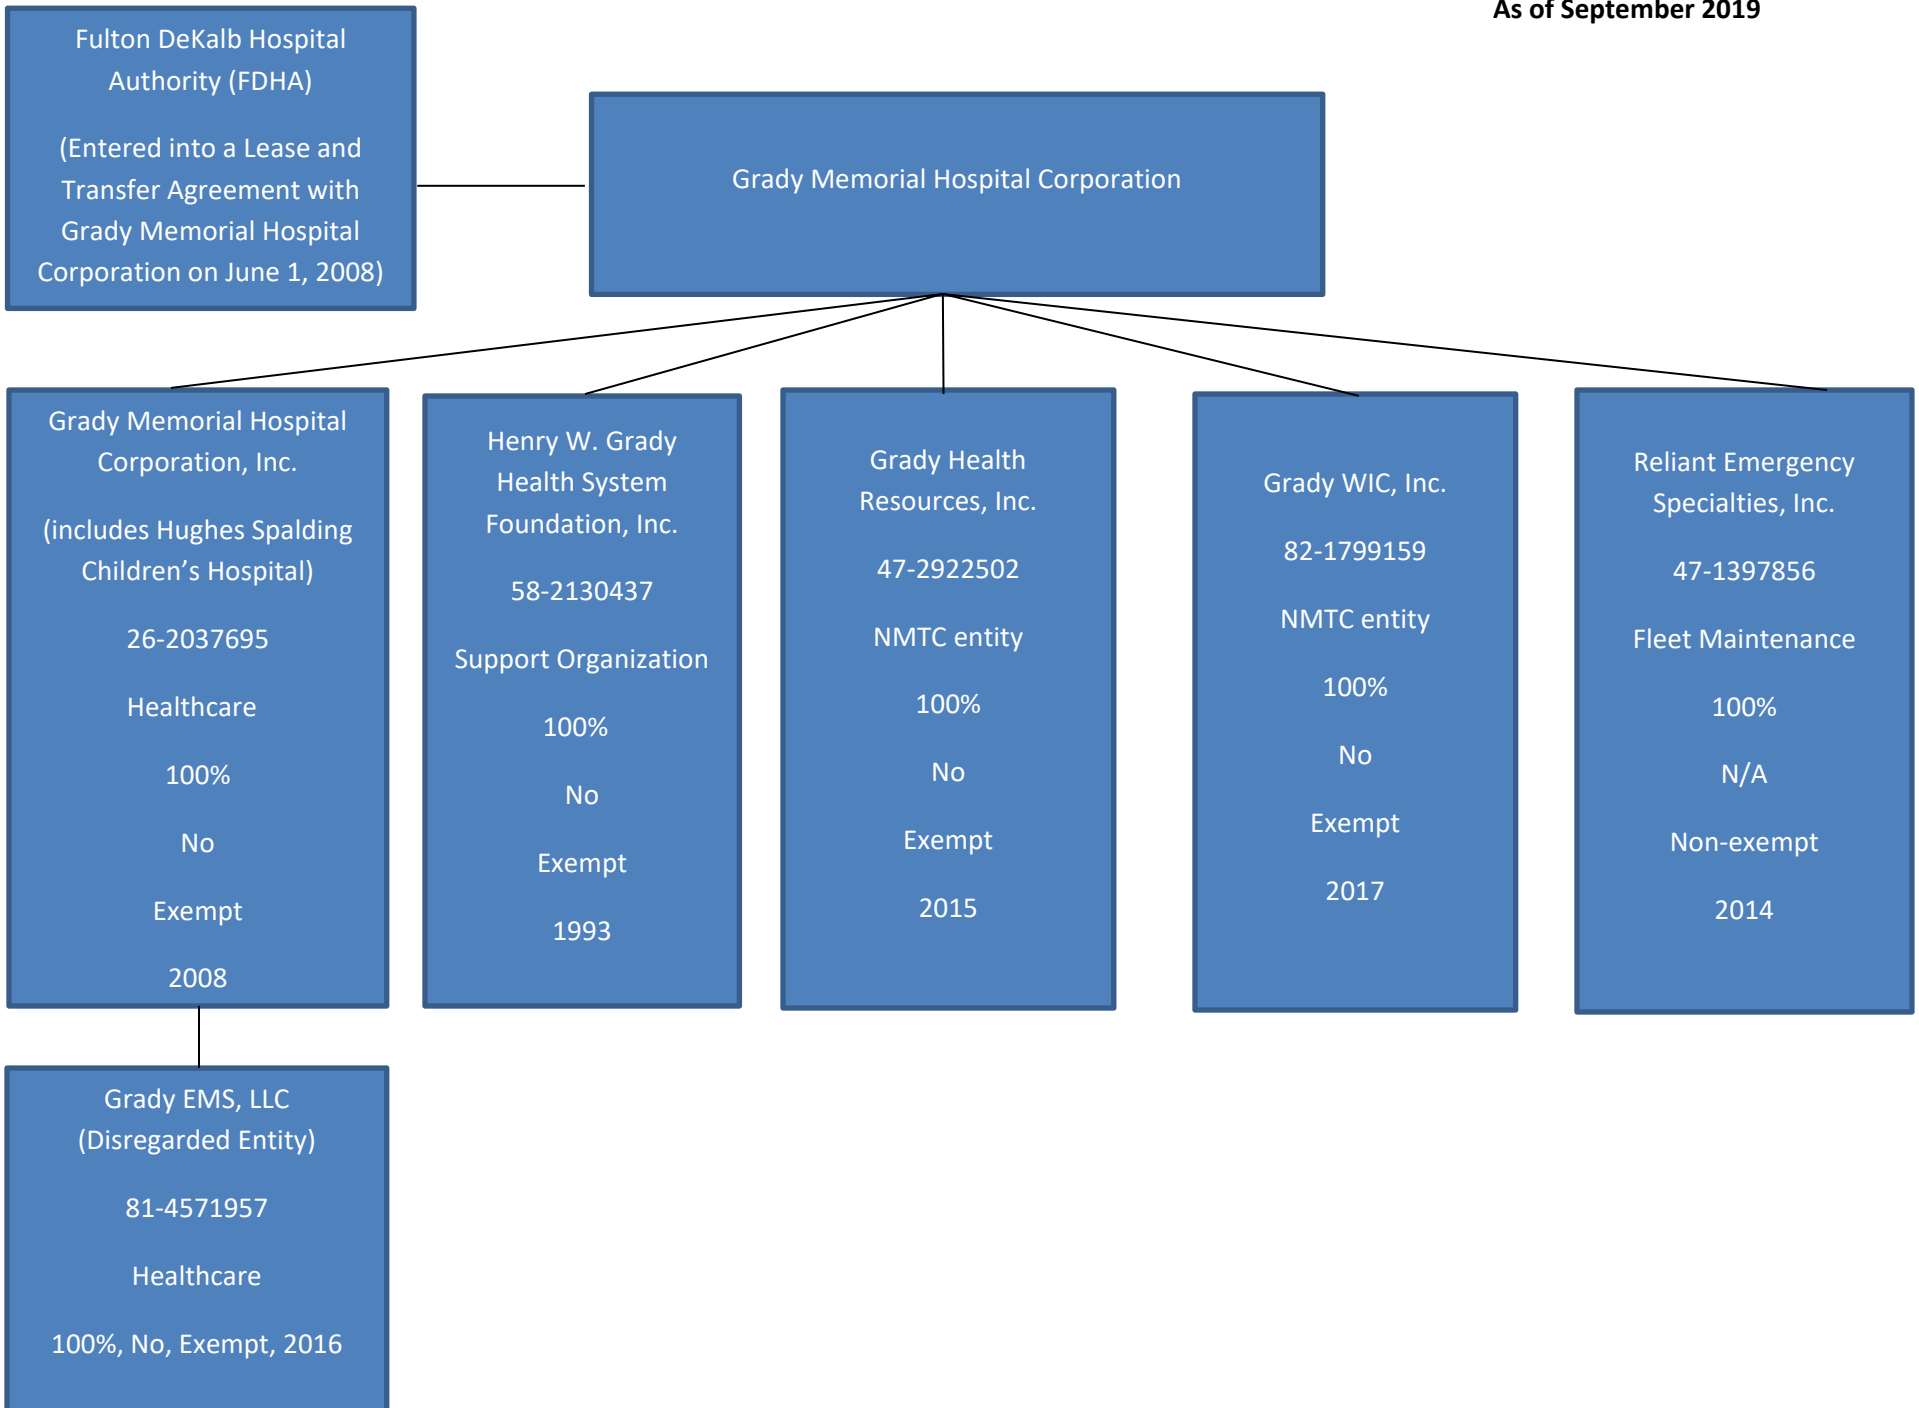 As of September 2019
Fulton DeKalb Hospital
Authority (FDHA)
(Entered into a Lease and
Transfer Agreement with
Grady Memorial Hospital
Corporation on June 1, 2008)
Grady Memorial Hospital Corporation
Grady Memorial Hospital
Corporation, Inc.
(includes Hughes Spalding
Children’s Hospital)
26-2037695
Healthcare
100%
No
Exempt
2008
Henry W. Grady
Health System
Foundation, Inc.
58-2130437
Support Organization
100%
No
Exempt
1993
Grady Health
Resources, Inc.
47-2922502
NMTC entity
100%
No
Exempt
2015
Grady WIC, Inc.
82-1799159
NMTC entity
100%
No
Exempt
2017
Reliant Emergency
Specialties, Inc.
47-1397856
Fleet Maintenance
100%
N/A
Non-exempt
2014
Grady EMS, LLC
(Disregarded Entity)
81-4571957
Healthcare
100%, No, Exempt, 2016